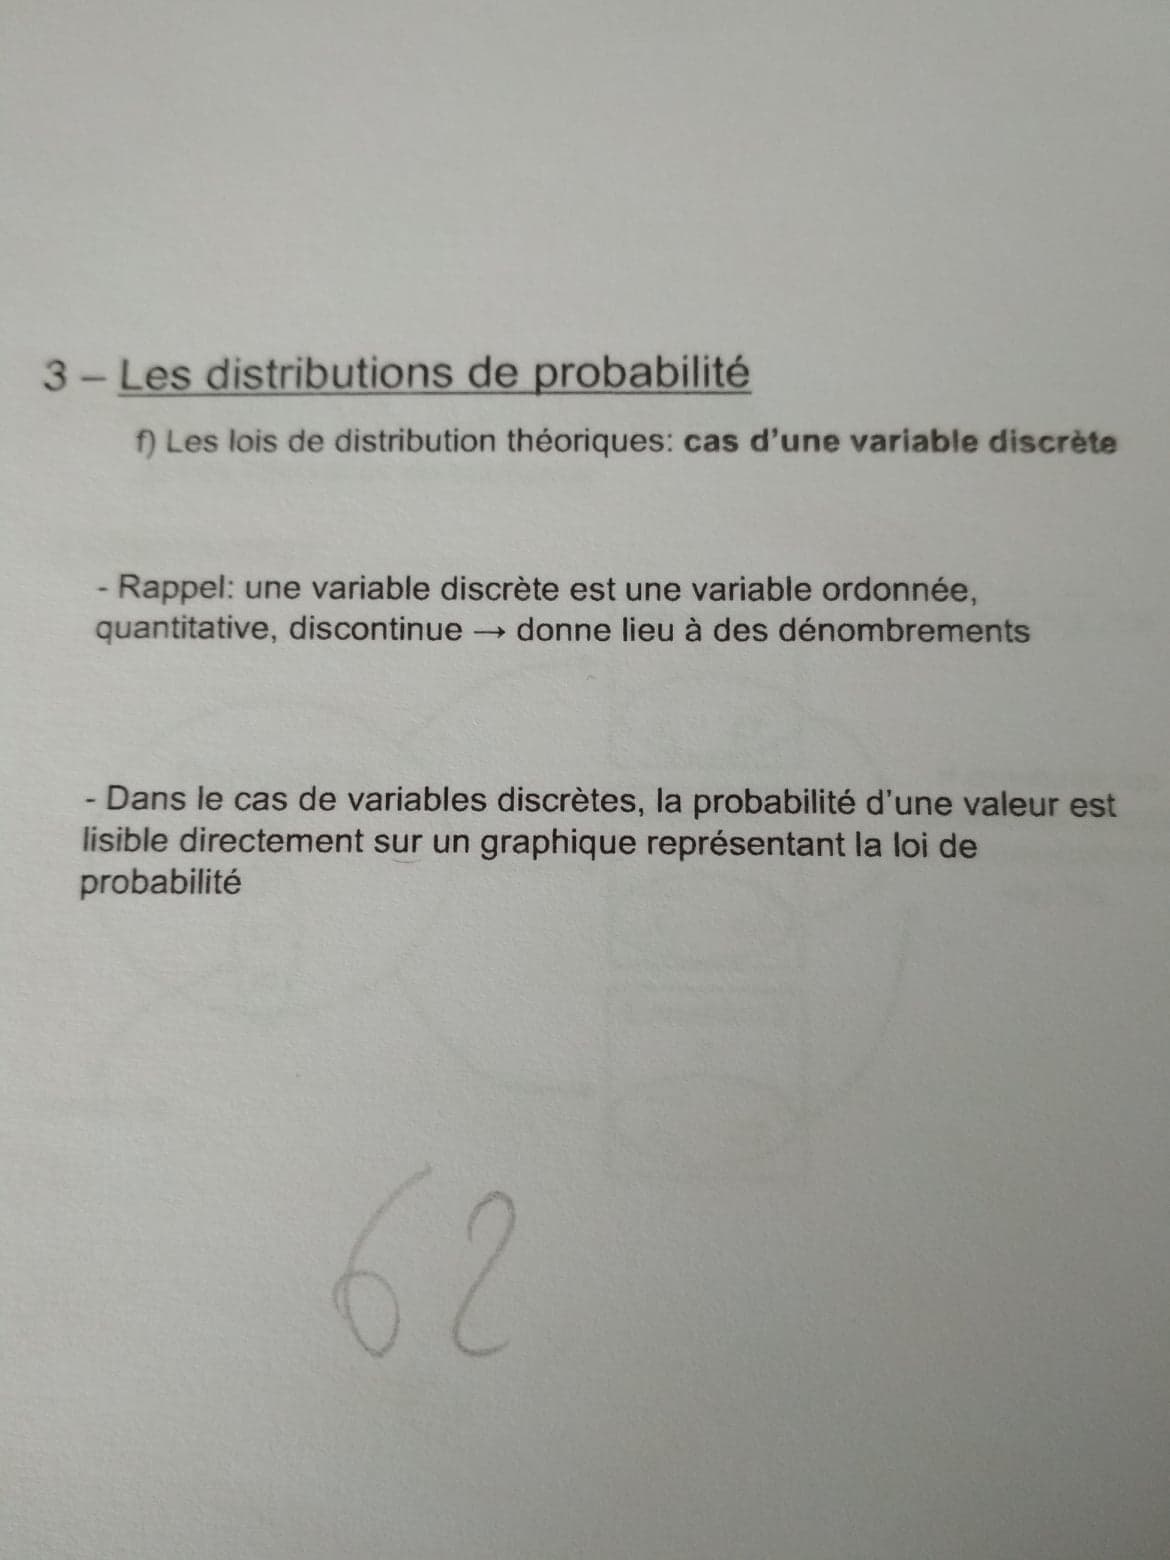 3 – Les distributions de probabilité
f) Les lois de distribution théoriques: cas d'une variable discrète
- Rappel: une variable discrète est une variable ordonnée,
quantitative, discontinue → donne lieu à des dénombrements
- Dans le cas de variables discrètes, la probabilité d'une valeur est
lisible directement sur un graphique représentant la loi de
probabilité
62